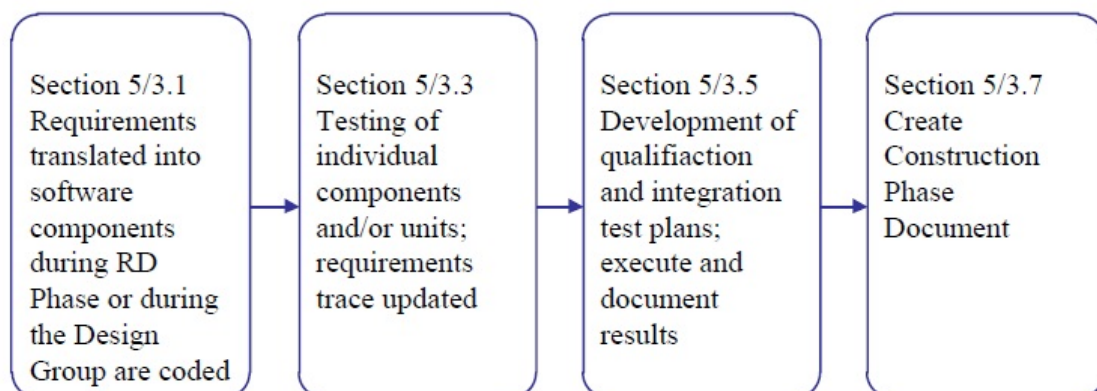 Section 5/3.1
Requirements
translated into
software
components
during RD
Phase or during
the Design
Group are coded
Section 5/3.3
Testing of
individual
components
and/or units;
requirements
trace updated
Section 5/3.5
Development of
qualifiaction
and integration
test plans;
execute and
document
results
Section 5/3.7
Create
Construction
Phase
Document